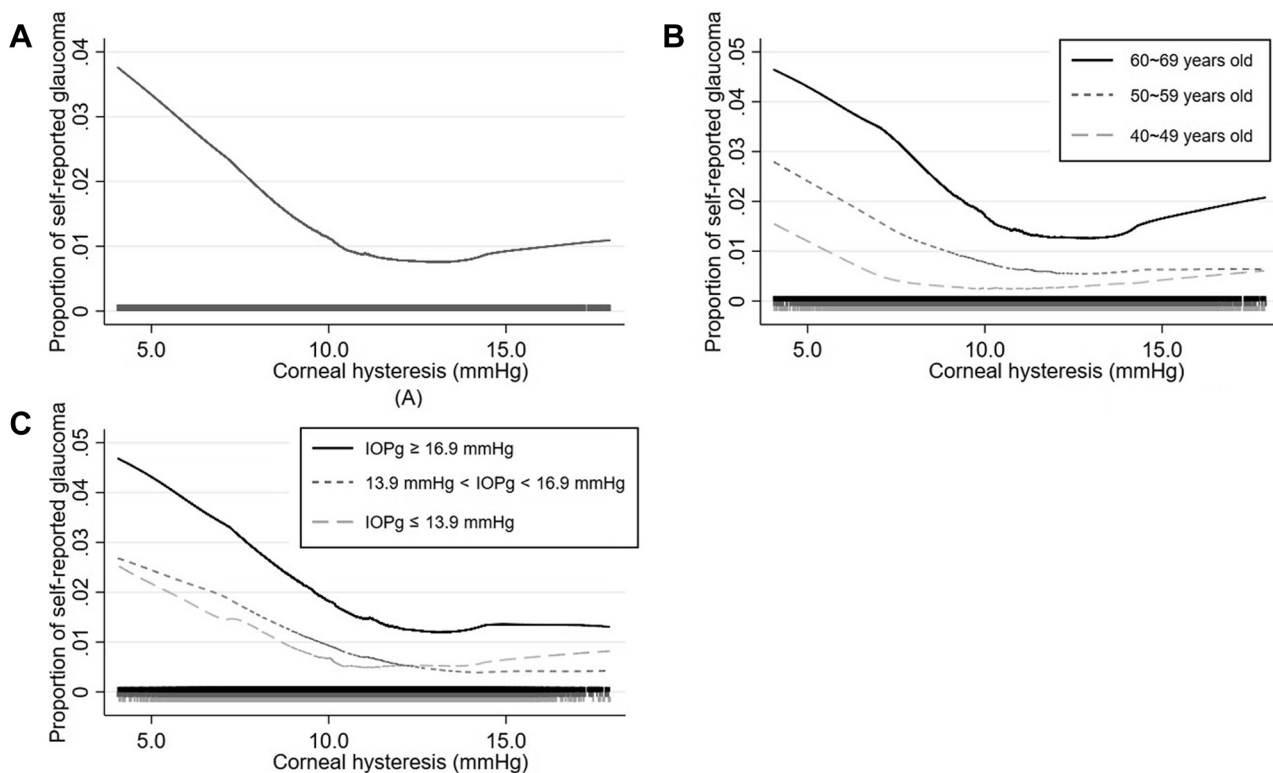 A
Proportion of self-reported glaucoma
.04
.03
.02
.01
0
5.0 10.0 15.0
Corneal hysteresis (mmHg)
(A)
B
Proportion of self-reported glaucoma
.05
.04
.03
.02
.01
0
60~69 years old
50~59 years old
40~49 years old
5.0 10.0 15.0
Corneal hysteresis (mmHg)
C
Proportion of self-reported glaucoma
.05
.04
.03
.02
.01
0
IOPg ≥ 16.9 mmHg
13.9 mmHg < IOPg < 16.9 mmHg
IOPg ≤ 13.9 mmHg
5.0 10.0 15.0
Corneal hysteresis (mmHg)